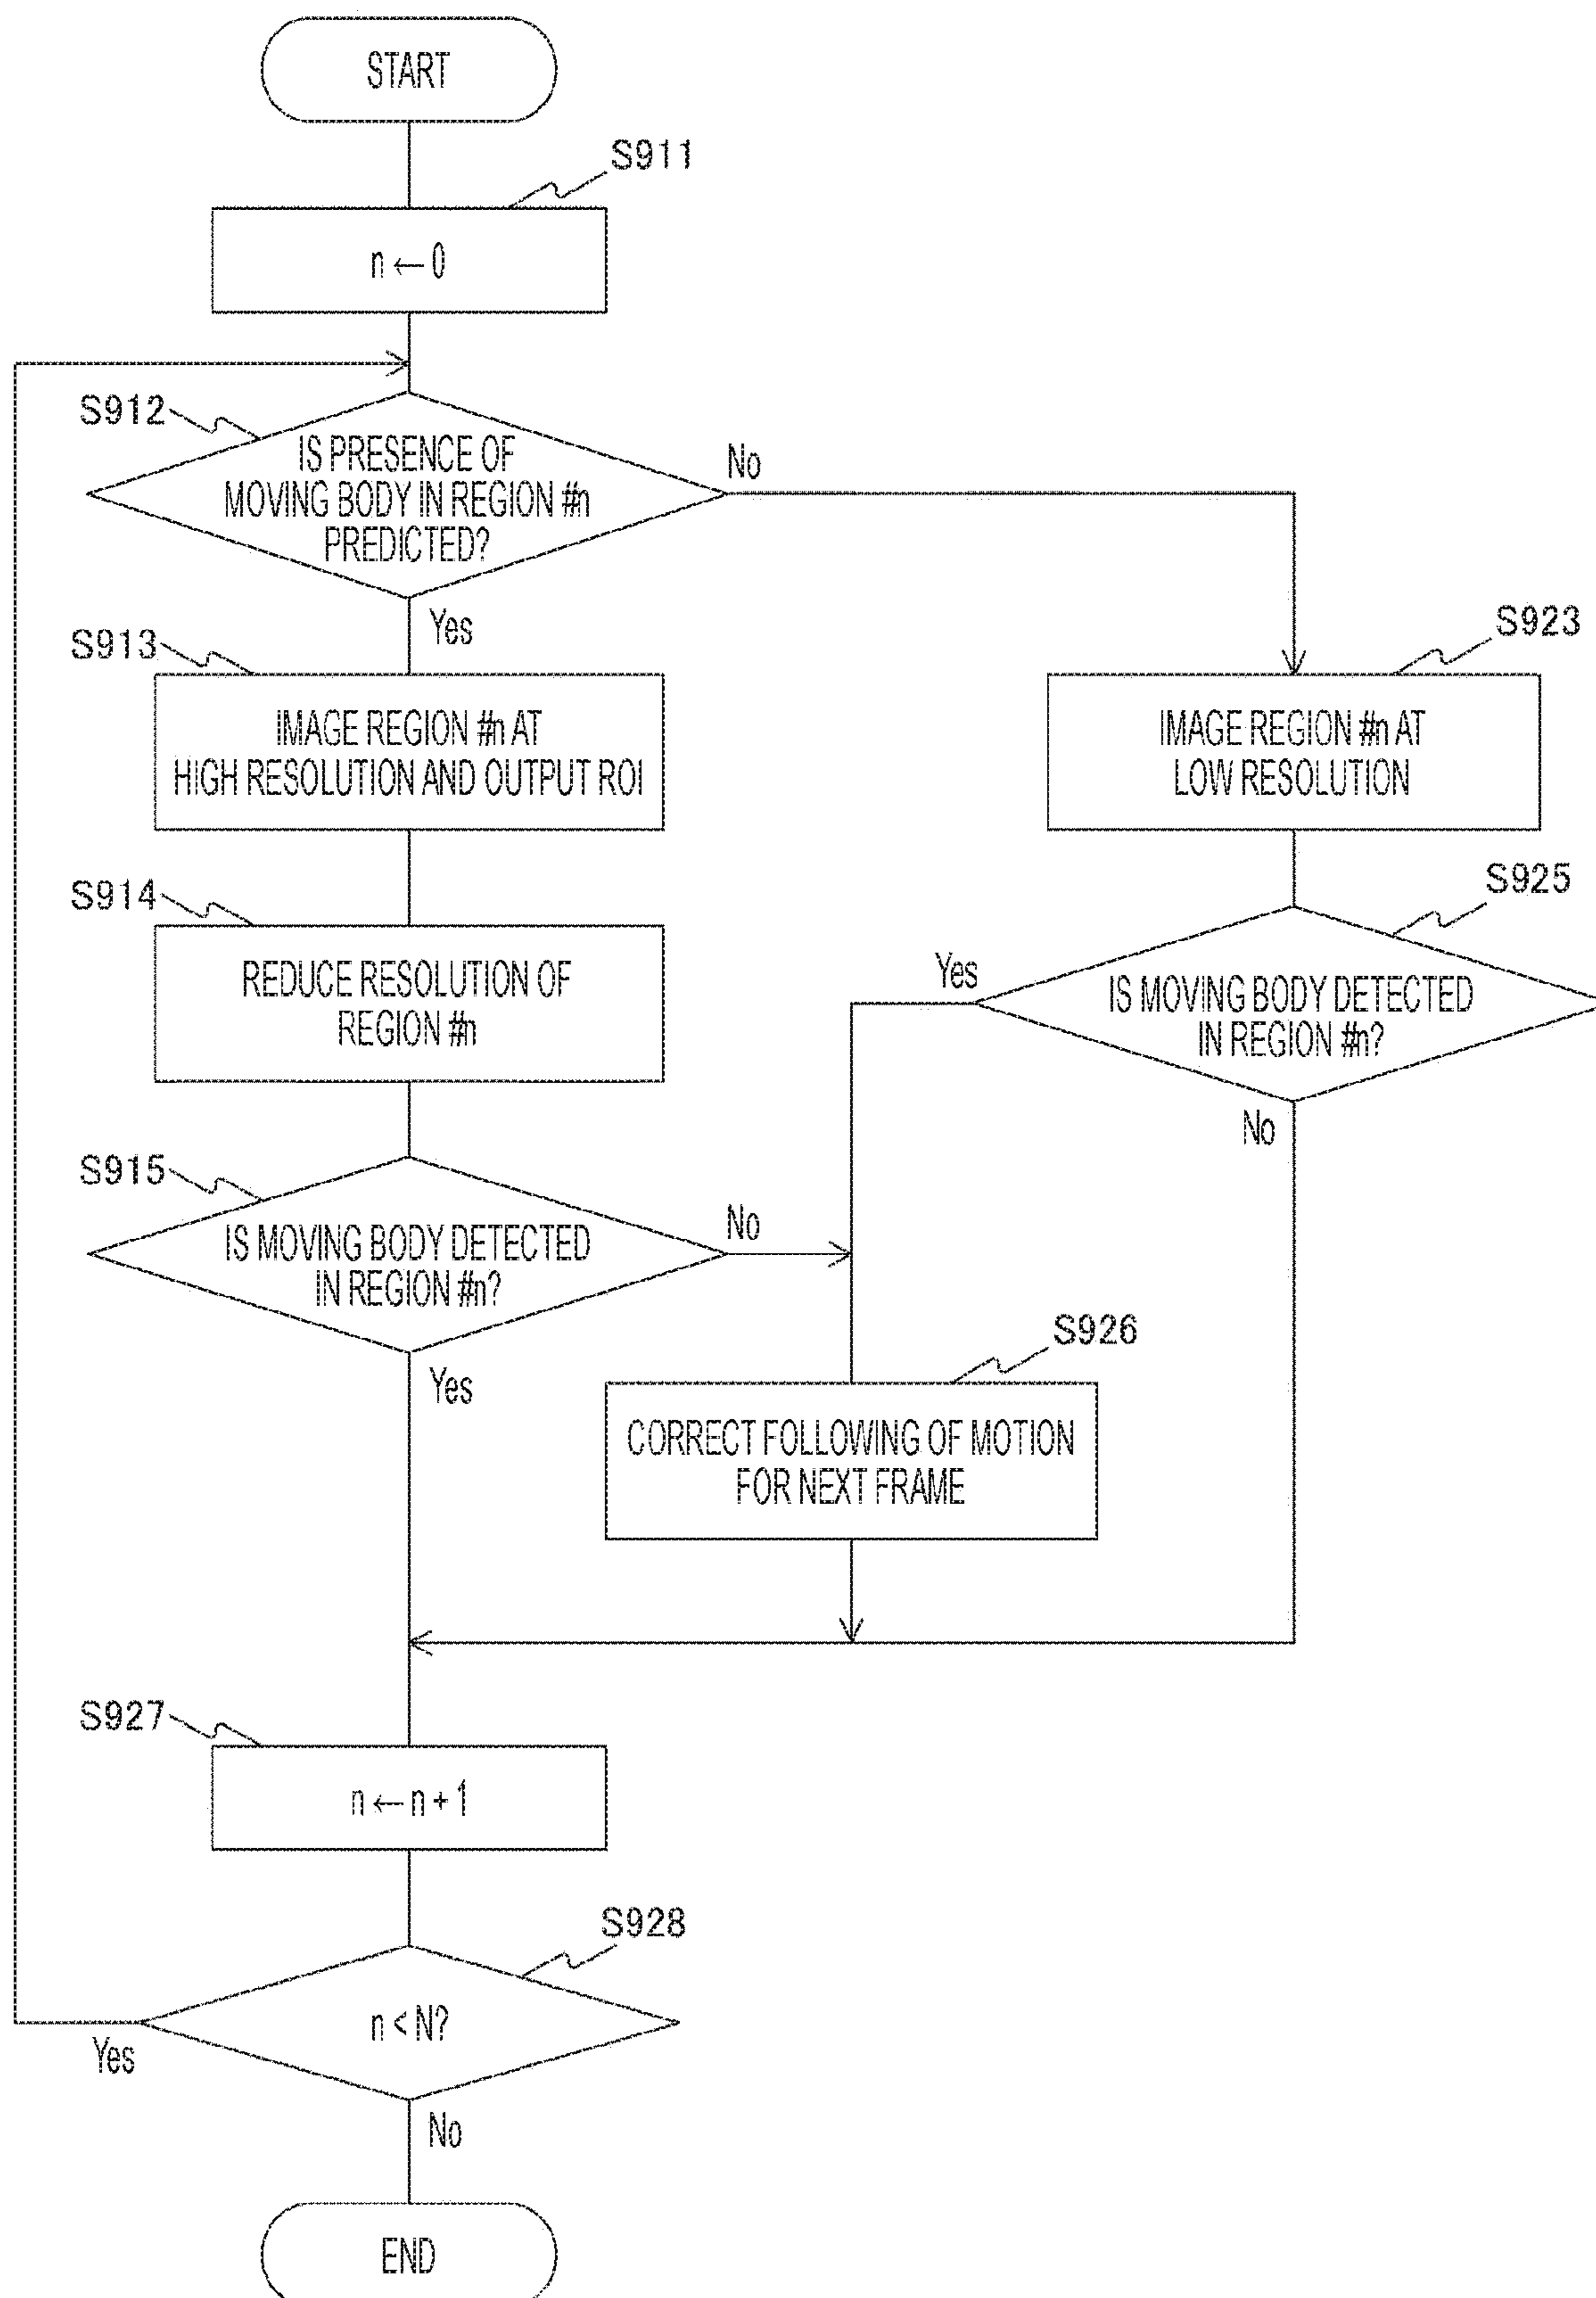 START
S911
n ← 0
S912
IS PRESENCE OF
MOVING BODY IN REGION #n
PREDICTED?
No
Yes
S913
IMAGE REGION #n AT
HIGH RESOLUTION AND OUTPUT ROI
S923
IMAGE REGION #n AT
LOW RESOLUTION
S914
REDUCE RESOLUTION OF
REGION #n
S925
IS MOVING BODY DETECTED
IN REGION #n?
Yes
No
S915
IS MOVING BODY DETECTED
IN REGION #n?
No
Yes
S926
CORRECT FOLLOWING OF MOTION
FOR NEXT FRAME
S927
n ← n + 1
S928
n < N?
Yes
No
END